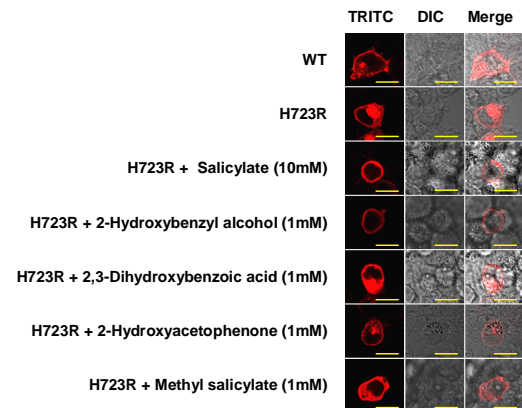 TRITC DIC Merge
WT
H723R
H723R + Salicylate (10mM)
H723R + 2-Hydroxybenzyl alcohol (1mM)
H723R + 2,3-Dihydroxybenzoic acid (1mM)
H723R + 2-Hydroxyacetophenone (1mM)
H723R + Methyl salicylate (1mM)